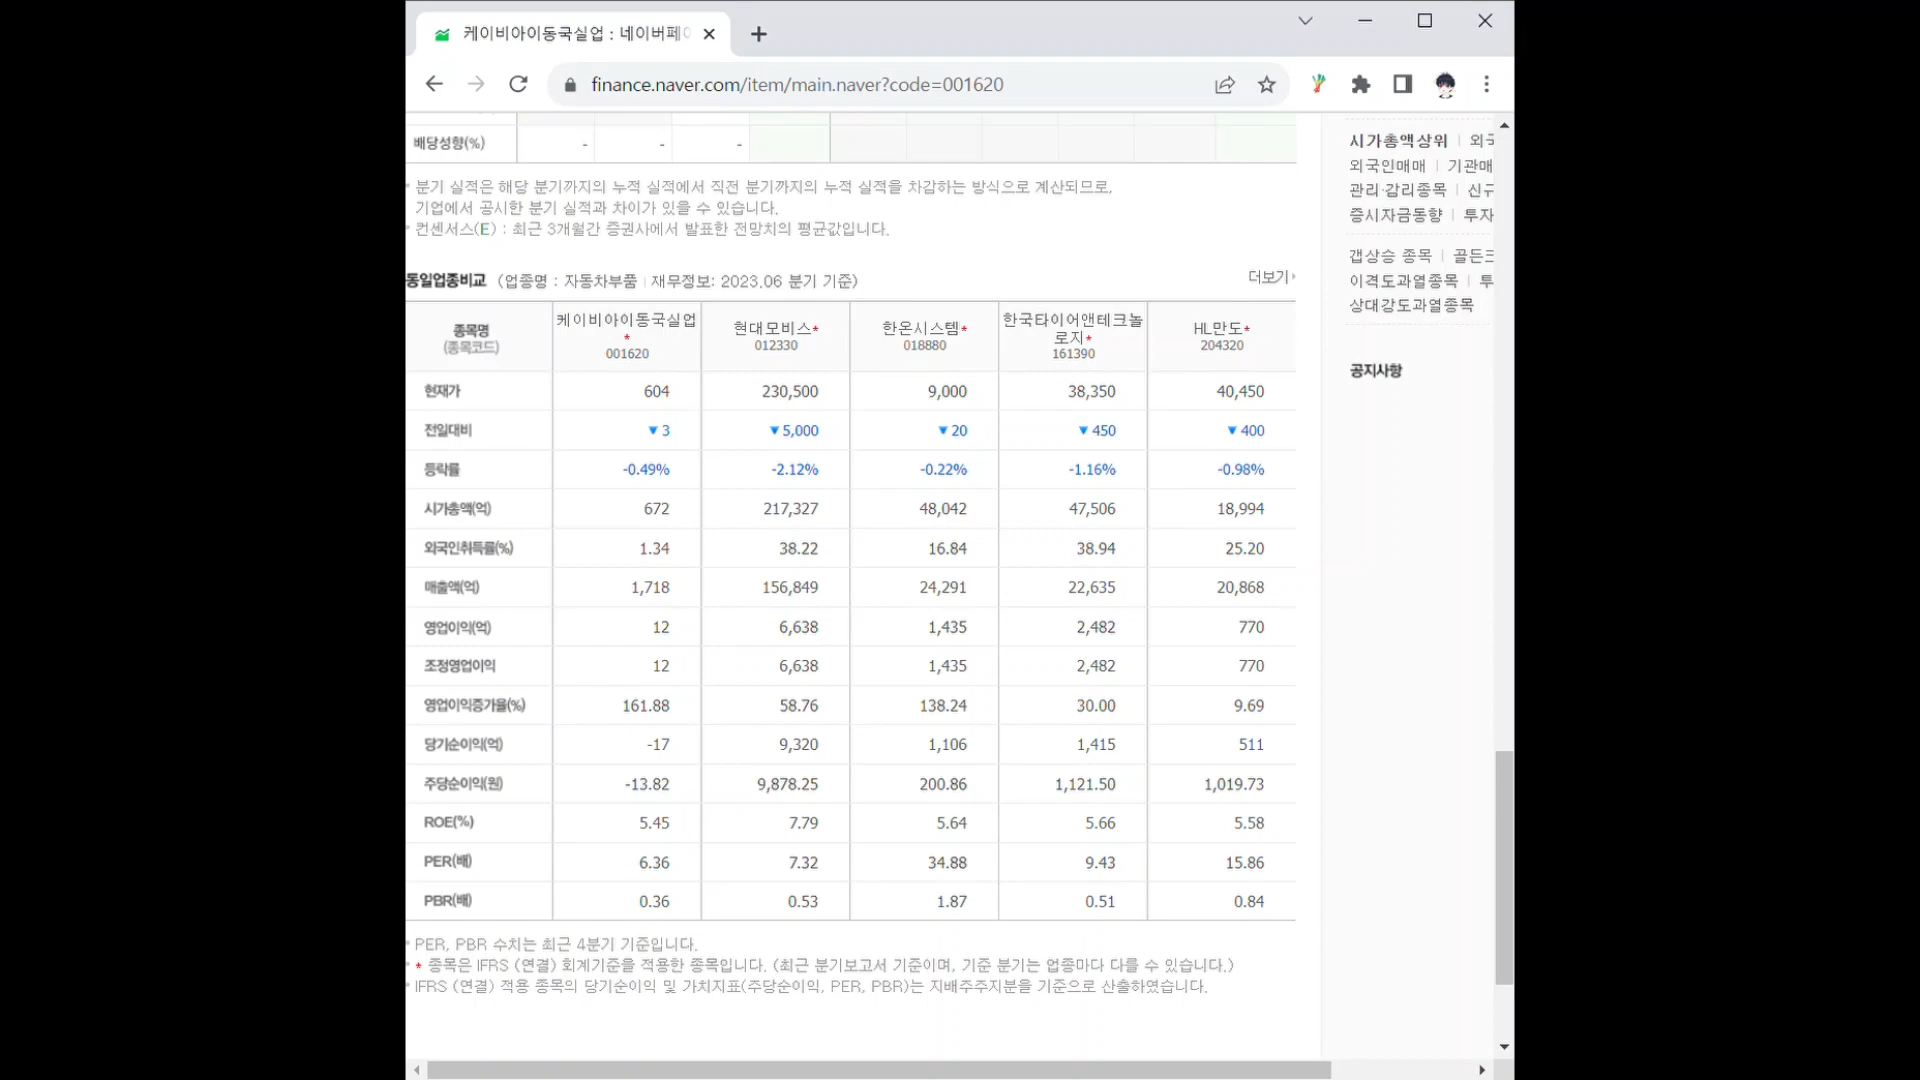 케이비아이동국실업 : 네이버페이
finance.naver.com/item/main.naver?code=001620
배당성향(%) - - -
분기 실적은 해당 분기까지의 누적 실적에서 직전 분기까지의 누적 실적을 차감하는 방식으로 계산되므로,
기업에서 공시한 분기 실적과 차이가 있을 수 있습니다.
컨센서스(E) : 최근 3개월간 증권사에서 발표한 전망치의 평균값입니다.
동일업종비교 (업종명 : 자동차부품 | 재무정보: 2023.06 분기 기준) 더보기
종목명 케이비아이동국실업 현대모비스* 한온시스템* 한국타이어앤테크놀 HL만도*
(종목코드) * 012330 018880 로지* 204320
001620 161390
현재가 604 230,500 9,000 38,350 40,450
전일대비 ▼3 ▼5,000 ▼20 ▼450 ▼400
등락률 -0.49% -2.12% -0.22% -1.16% -0.98%
시가총액(억) 672 217,327 48,042 47,506 18,994
외국인취득률(%) 1.34 38.22 16.84 38.94 25.20
매출액(억) 1,718 156,849 24,291 22,635 20,868
영업이익(억) 12 6,638 1,435 2,482 770
조정영업이익 12 6,638 1,435 2,482 770
영업이익증가율(%) 161.88 58.76 138.24 30.00 9.69
당기순이익(억) -17 9,320 1,106 1,415 511
주당순이익(원) -13.82 9,878.25 200.86 1,121.50 1,019.73
ROE(%) 5.45 7.79 5.64 5.66 5.58
PER(배) 6.36 7.32 34.88 9.43 15.86
PBR(배) 0.36 0.53 1.87 0.51 0.84
PER, PBR 수치는 최근 4분기 기준입니다.
* 종목은 IFRS (연결) 회계기준을 적용한 종목입니다. (최근 분기보고서 기준이며, 기준 분기는 업종마다 다를 수 있습니다.)
IFRS (연결) 적용 종목의 당기순이익 및 가치지표(주당순이익, PER, PBR)는 지배주주지분을 기준으로 산출하였습니다.
시가총액상위 | 외국
외국인매매 | 기관매
관리·감리종목 | 신규
증시자금동향 | 투자
갭상승 종목 | 골든크
이격도과열종목 | 투
상대강도과열종목
공지사항